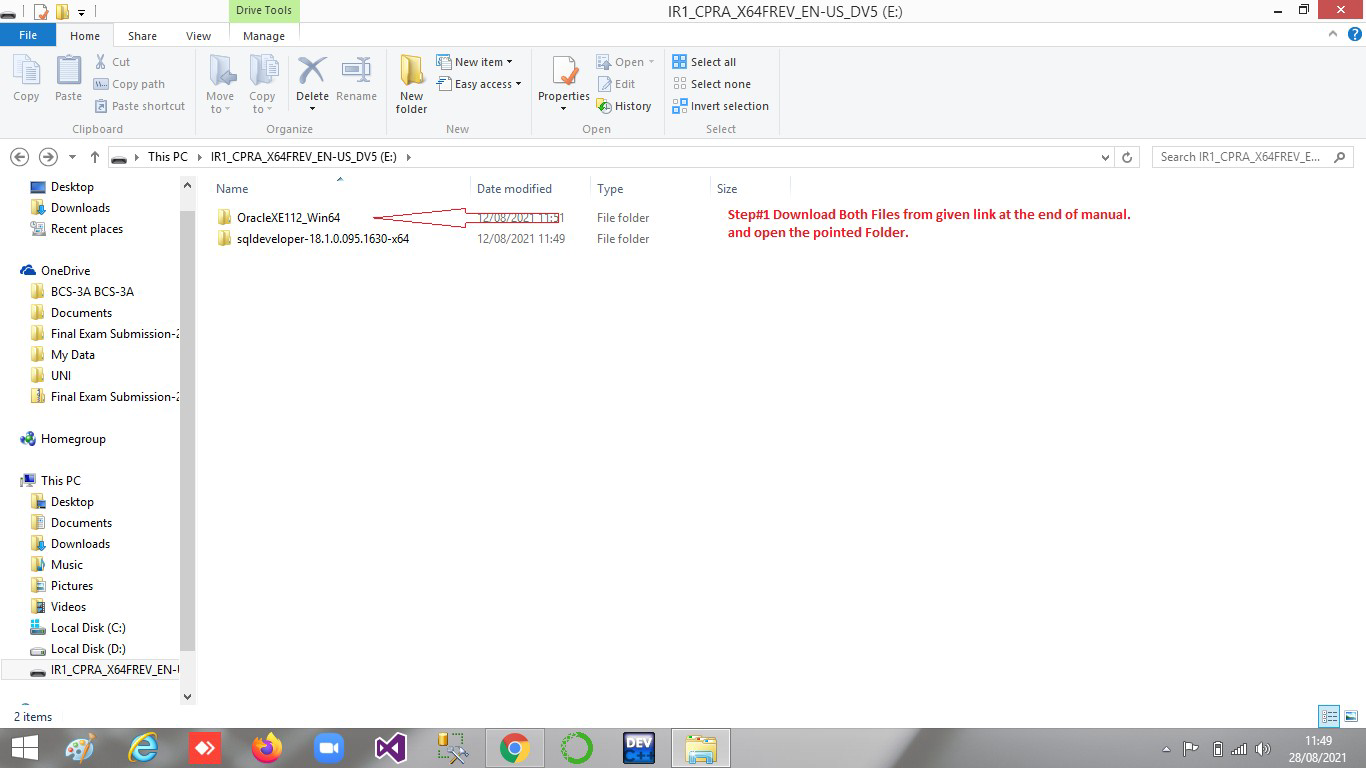 Drive Tools
IR1_CPRA_X64FREV_EN-US_DV5 (E:)
File
Home
Share
View
Manage
Copy
Paste
Cut
Copy path
Paste shortcut
Clipboard
Move to
Copy to
Delete
Rename
Organize
New folder
New item
Easy access
New
Properties
Open
Edit
History
Open
Select all
Select none
Invert selection
Select
This PC
IR1_CPRA_X64FREV_EN-US_DV5 (E:)
Search IR1_CPRA_X64FREV_E...
Desktop
Downloads
Recent places
OneDrive
BCS-3A BCS-3A
Documents
Final Exam Submission-2
My Data
UNI
Final Exam Submission-2
Homegroup
This PC
Desktop
Documents
Downloads
Music
Pictures
Videos
Local Disk (C:)
Local Disk (D:)
IR1_CPRA_X64FREV_EN-U
Name
Date modified
Type
Size
OracleXE112_Win64
12/08/2021 11:51
File folder
sqldeveloper-18.1.0.095.1630-x64
12/08/2021 11:49
File folder
Step#1 Download Both Files from given link at the end of manual.
and open the pointed Folder.
2 items
DEV
C++
11:49
28/08/2021